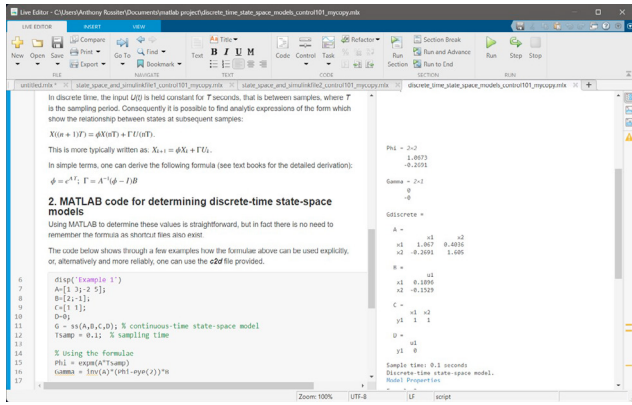 Live Editor - C:\Users\Anthony Rossiter\Documents\matlab project\discrete_time_state_space_models_control101_mycopy.mlx
LIVE EDITOR INSERT VIEW
New Open Save Compare Print Export Go To Find Bookmark Text Title B I U M Code Control Task Refactor Run Section Section Break Run and Advance Run to End Run Step Stop
FILE NAVIGATE TEXT CODE SECTION RUN
untitled.mlx * state_space_and_simulinkfile1_control101_mycopy.mlx state_space_and_simulinkfile2_control101_mycopy.mlx discrete_time_state_space_models_control101_mycopy.mlx
In discrete time, the input U(t) is held constant for T seconds, that is between samples, where T
is the sampling period. Consequently it is possible to find analytic expressions of the form which
show the relationship between states at subsequent samples:
X((n + 1)T) = ϕX(nT) + ΓU(nT).
This is more typically written as. Xₖ₊₁ = ϕXₖ + ΓUₖ.
In simple terms, one can derive the following formula (see text books for the detailed derivation):
ϕ = e^AT; Γ = A⁻¹(ϕ − I)B
2. MATLAB code for determining discrete-time state-space
models
Using MATLAB to determine these values is straightforward, but in fact there is no need to
remember the formula as shortcut files also exist.
The code below shows through a few examples how the formulae above can be used explicitly,
or, alternatively and more reliably, one can use the c2d file provided.
6 disp('Example 1')
7 A=[1 3;-2 5];
8 B=[2;-1];
9 C=[1 1];
10 D=0;
11 G = ss(A,B,C,D); % continuous-time state-space model
12 Tsamp = 0.1; % sampling time
13
14 % Using the formulae
15 Phi = expm(A*Tsamp)
16 Gamma = inv(A)*(Phi-eye(2))*B
17
Phi = 2×2
1.0673
-0.2691
Gamma = 2×1
0
-0
Gdiscrete =
A =
x1 x2
x1 1.067 0.4036
x2 -0.2691 1.605
B =
u1
x1 0.1890
x2 -0.1529
C =
x1 x2
y1 1 1
D =
u1
y1 0
Sample time: 0.1 seconds
Discrete-time state-space model.
Model Properties
Zoom: 100% UTF-8 LF script